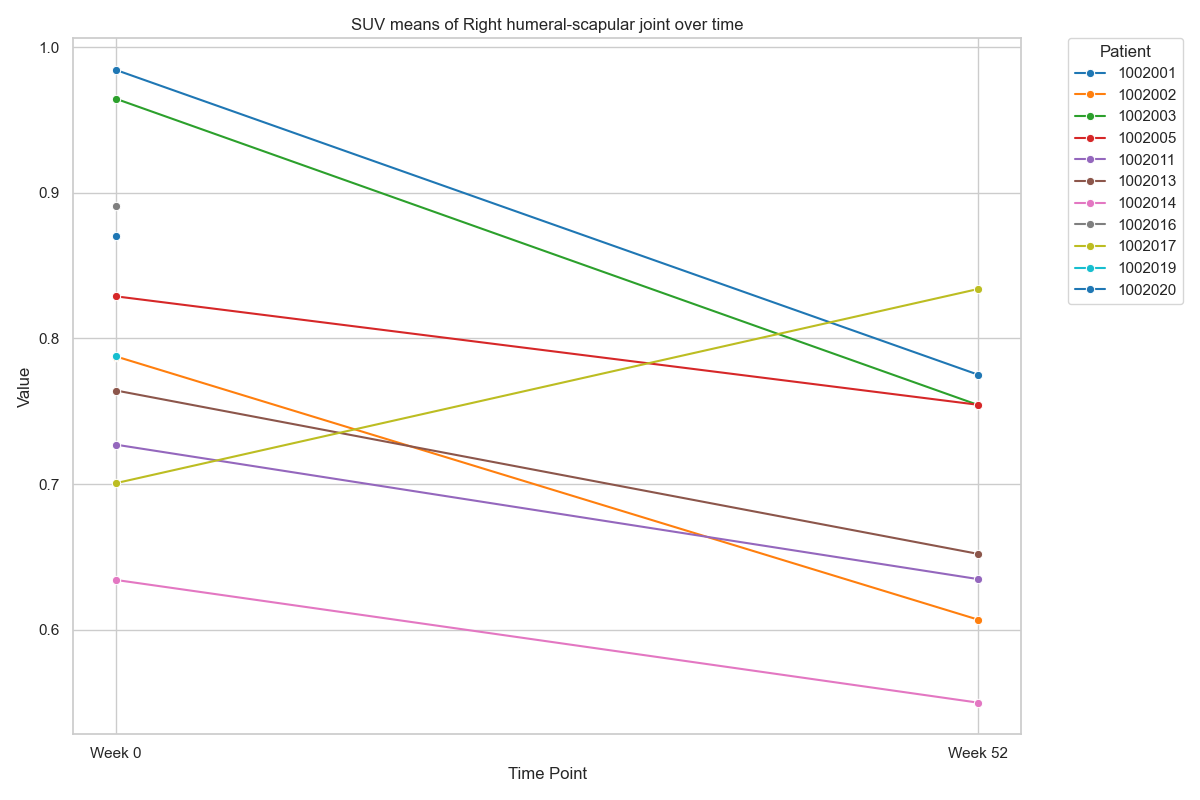 SUV means of Right humeral-scapular joint over time
1.0
0.9
0.8
0.7
0.6
Value
Week 0
Week 52
Time Point
Patient
1002001
1002002
1002003
1002005
1002011
1002013
1002014
1002016
1002017
1002019
1002020